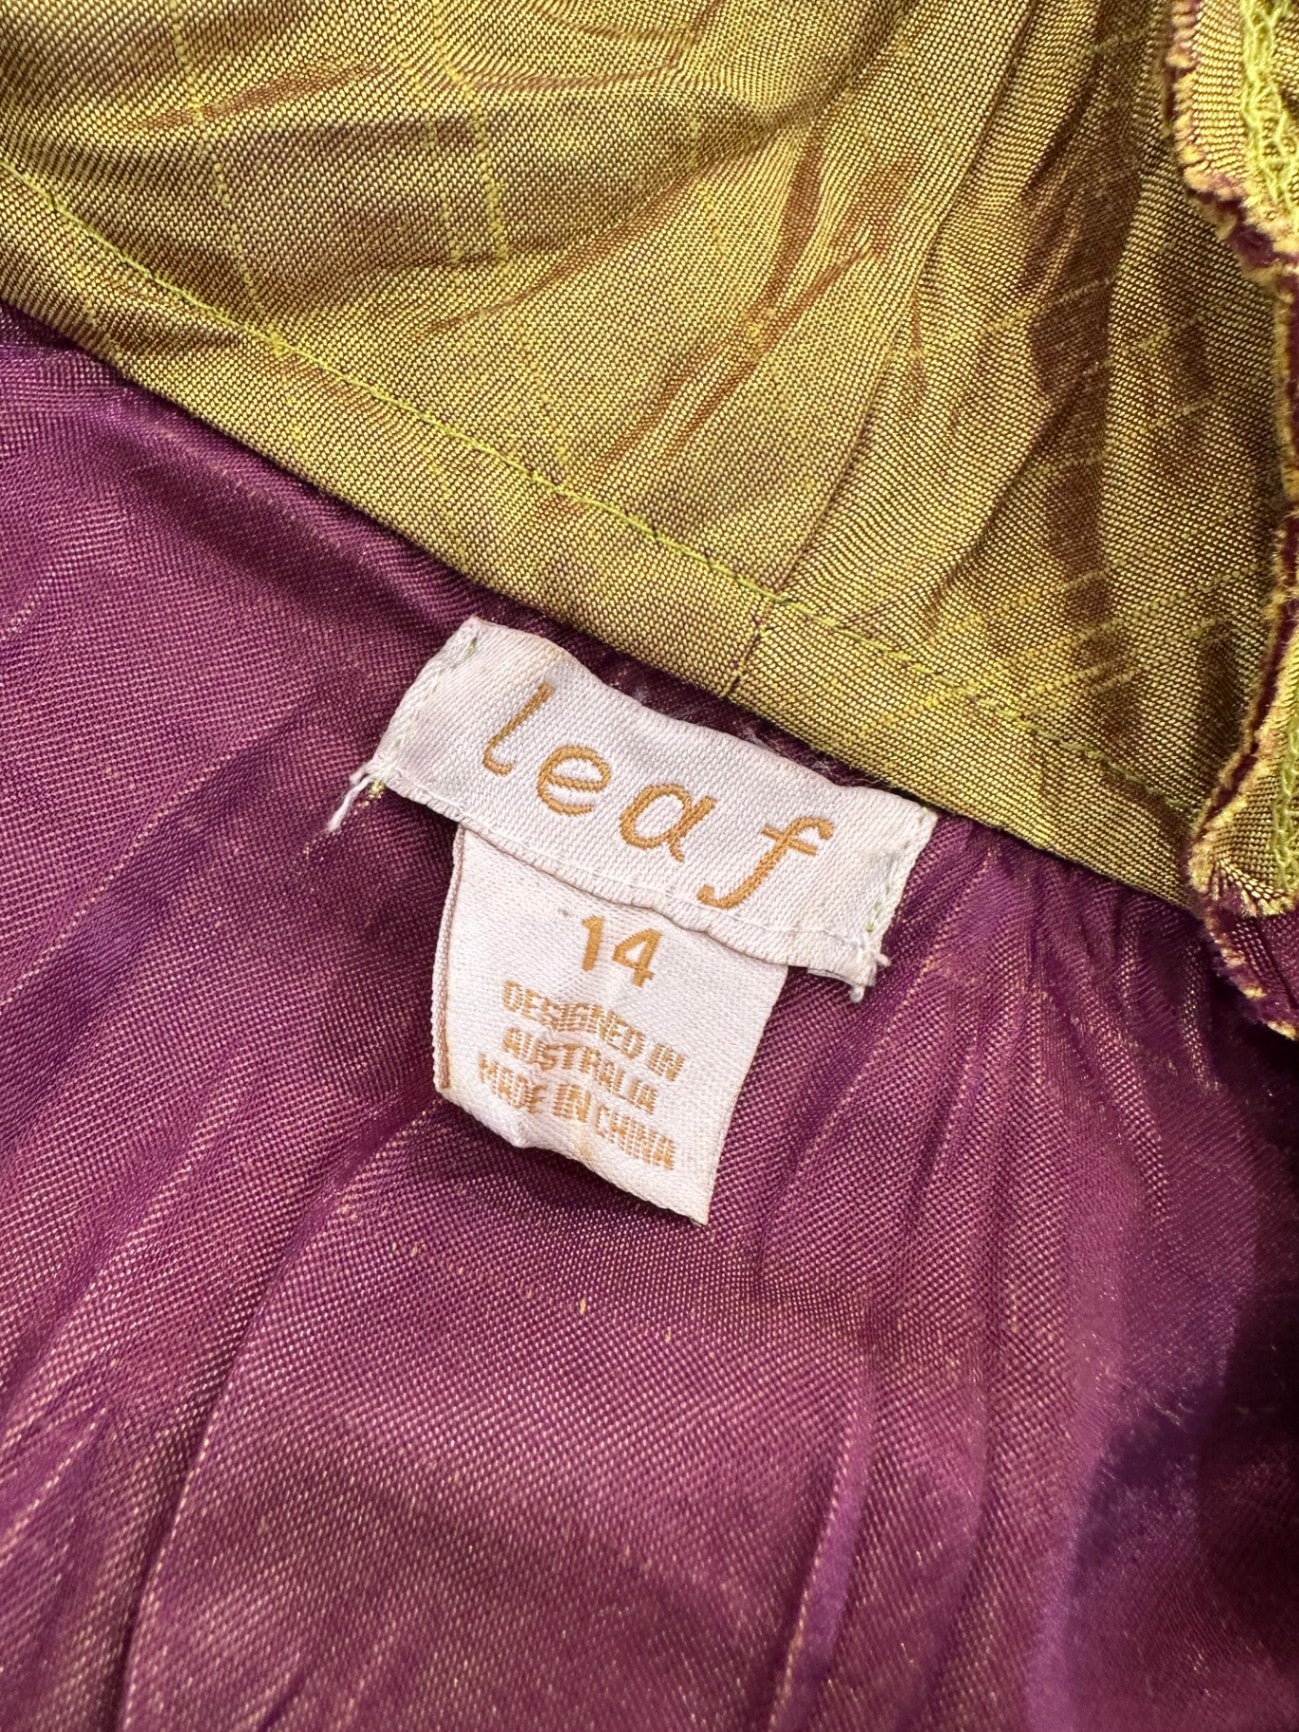 leaf
14
DESIGNED IN
AUSTRALIA
MADE IN CHINA